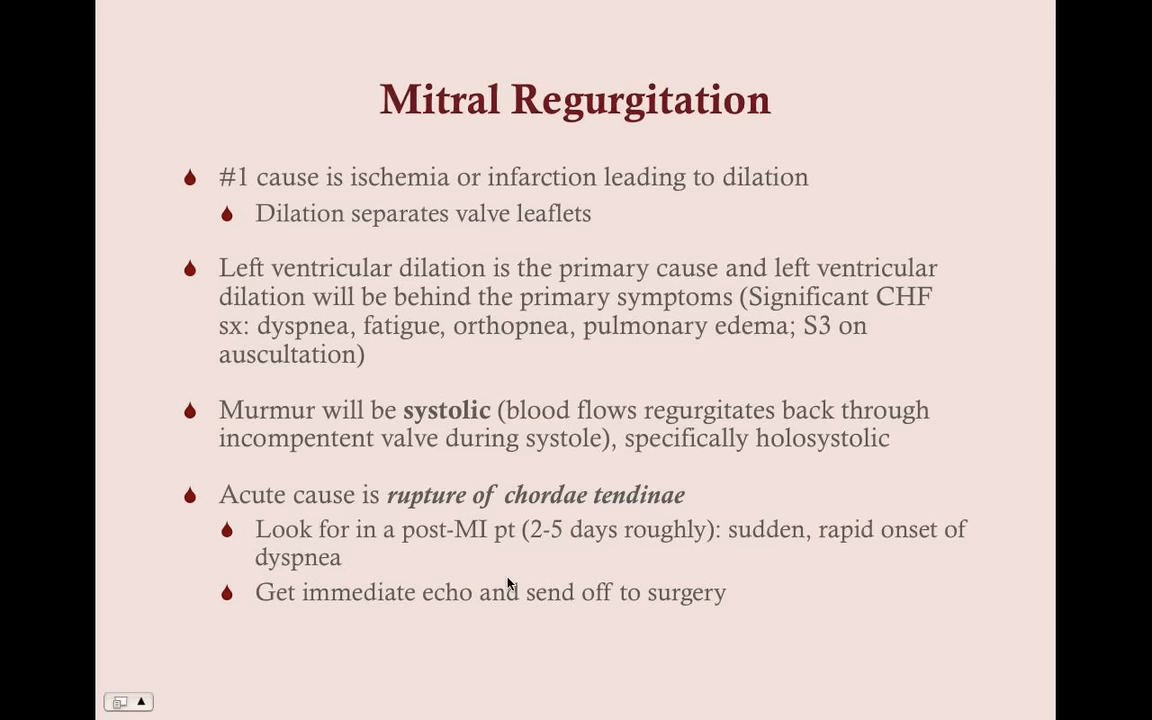 Mitral Regurgitation
#1 cause is ischemia or infarction leading to dilation
Dilation separates valve leaflets
Left ventricular dilation is the primary cause and left ventricular
dilation will be behind the primary symptoms (Significant CHF
sx: dyspnea, fatigue, orthopnea, pulmonary edema; S3 on
auscultation)
Murmur will be systolic (blood flows regurgitates back through
incompentent valve during systole), specifically holosystolic
Acute cause is rupture of chordae tendinae
Look for in a post-MI pt (2-5 days roughly): sudden, rapid onset of
dyspnea
Get immediate echo and send off to surgery